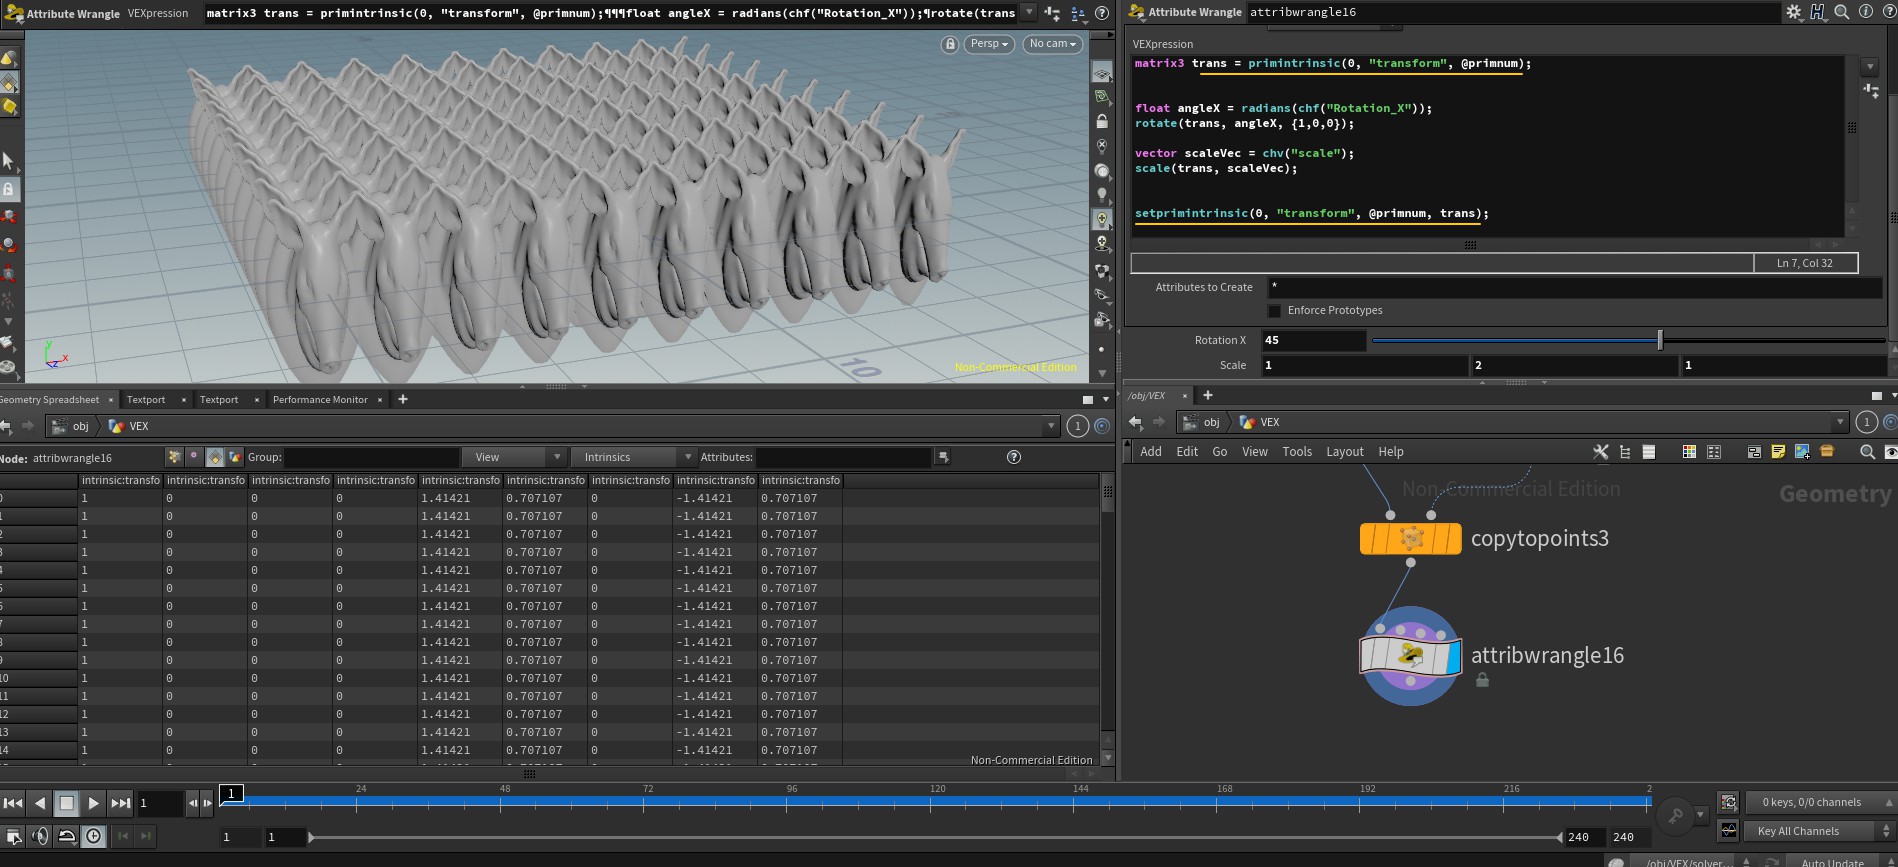 Attribute Wrangle VEXpression matrix3 trans = primintrinsic(0, "transform", @primnum);¶¶¶float angleX = radians(chf("Rotation_X"));¶rotate(trans
Persp
No cam
y
x
z
10
Non-Commercial Edition
Attribute Wrangle attribwrangle16
VEXpression
matrix3 trans = primintrinsic(0, "transform", @primnum);
float angleX = radians(chf("Rotation_X"));
rotate(trans, angleX, {1,0,0});
vector scaleVec = chv("scale");
scale(trans, scaleVec);
setprimintrinsic(0, "transform", @primnum, trans);
Ln 7, Col 32
Attributes to Create *
Enforce Prototypes
Rotation X 45
Scale 1 2 1
Geometry Spreadsheet × Textport × Textport × Performance Monitor × +
obj VEX 1
Node: attribwrangle16 Group: View Intrinsics Attributes:
intrinsic:transfo intrinsic:transfo intrinsic:transfo intrinsic:transfo intrinsic:transfo intrinsic:transfo intrinsic:transfo intrinsic:transfo intrinsic:transfo
0 1 0 0 0 1.41421 0.707107 0 -1.41421 0.707107
1 1 0 0 0 1.41421 0.707107 0 -1.41421 0.707107
2 1 0 0 0 1.41421 0.707107 0 -1.41421 0.707107
3 1 0 0 0 1.41421 0.707107 0 -1.41421 0.707107
4 1 0 0 0 1.41421 0.707107 0 -1.41421 0.707107
5 1 0 0 0 1.41421 0.707107 0 -1.41421 0.707107
6 1 0 0 0 1.41421 0.707107 0 -1.41421 0.707107
7 1 0 0 0 1.41421 0.707107 0 -1.41421 0.707107
8 1 0 0 0 1.41421 0.707107 0 -1.41421 0.707107
9 1 0 0 0 1.41421 0.707107 0 -1.41421 0.707107
10 1 0 0 0 1.41421 0.707107 0 -1.41421 0.707107
11 1 0 0 0 1.41421 0.707107 0 -1.41421 0.707107
12 1 0 0 0 1.41421 0.707107 0 -1.41421 0.707107
13 1 0 0 0 1.41421 0.707107 0 -1.41421 0.707107
14 1 0 0 0 1.41421 0.707107 0 -1.41421 0.707107
Non-Commercial Edition
/obj/VEX × +
obj VEX 1
Add Edit Go View Tools Layout Help
Non-Commercial Edition
Geometry
copytopoints3
attribwrangle16
1 1 24 48 72 96 120 144 168 192 216 2
0 keys, 0/0 channels
1 1 240 240
Key All Channels
/obj/VEX/solver... Auto Update